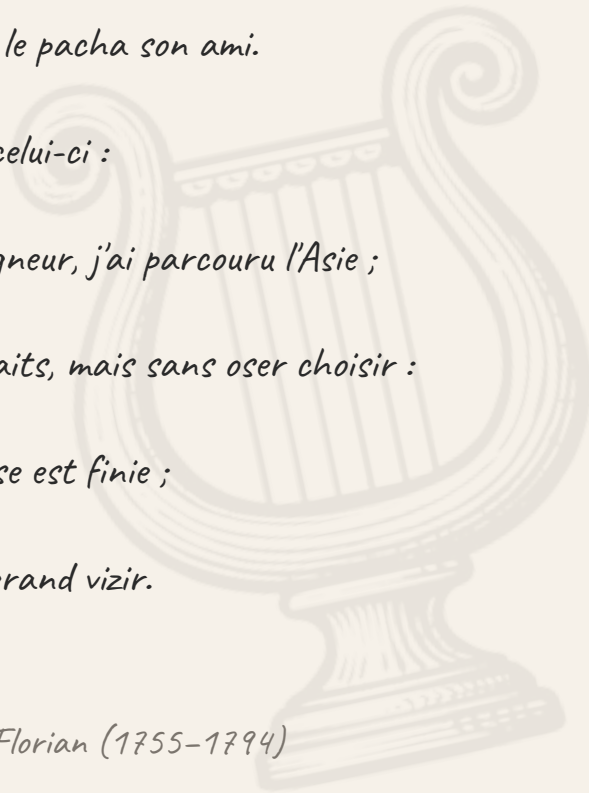 le pacha son ami.
celui-ci :
gneur, j'ai parcouru l'Asie ;
aits, mais sans oser choisir :
se est finie ;
grand vizir.
Florian (1755–1794)